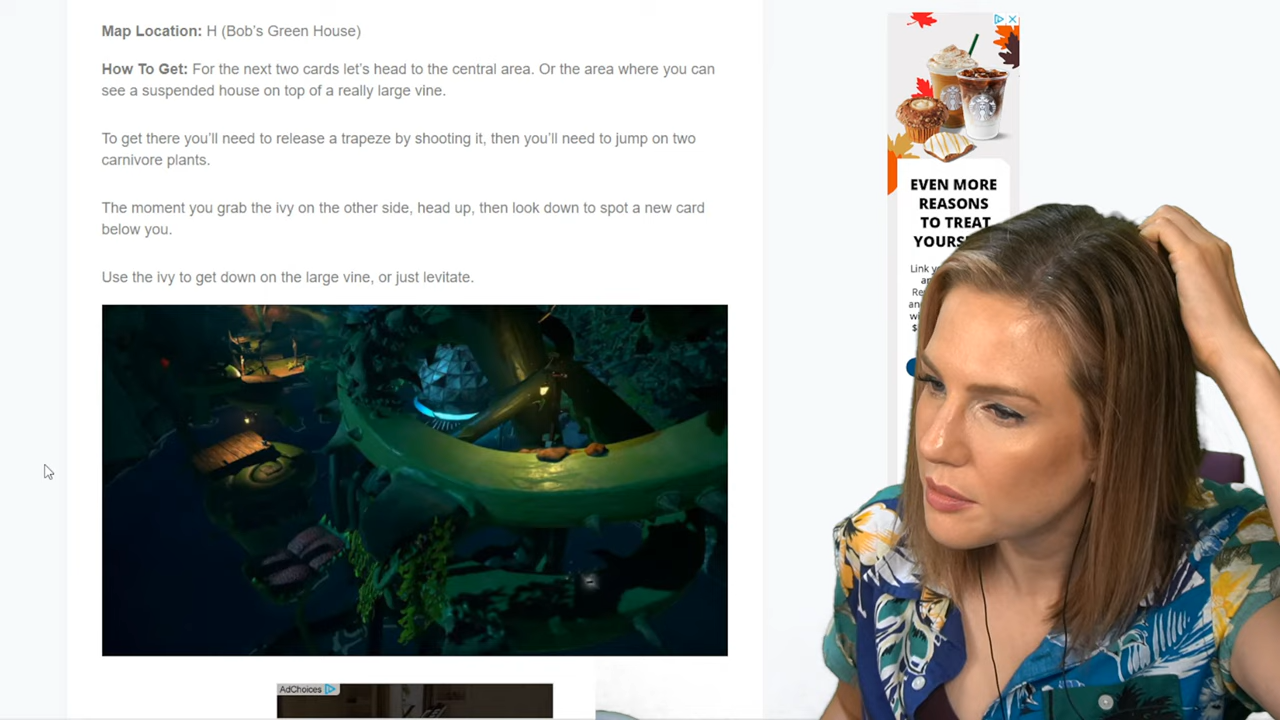 Map Location: H (Bob's Green House)
How To Get: For the next two cards let's head to the central area. Or the area where you can
see a suspended house on top of a really large vine.
To get there you'll need to release a trapeze by shooting it, then you'll need to jump on two
carnivore plants.
The moment you grab the ivy on the other side, head up, then look down to spot a new card
below you.
Use the ivy to get down on the large vine, or just levitate.
AdChoices
EVEN MORE
REASONS
TO TREAT
Link